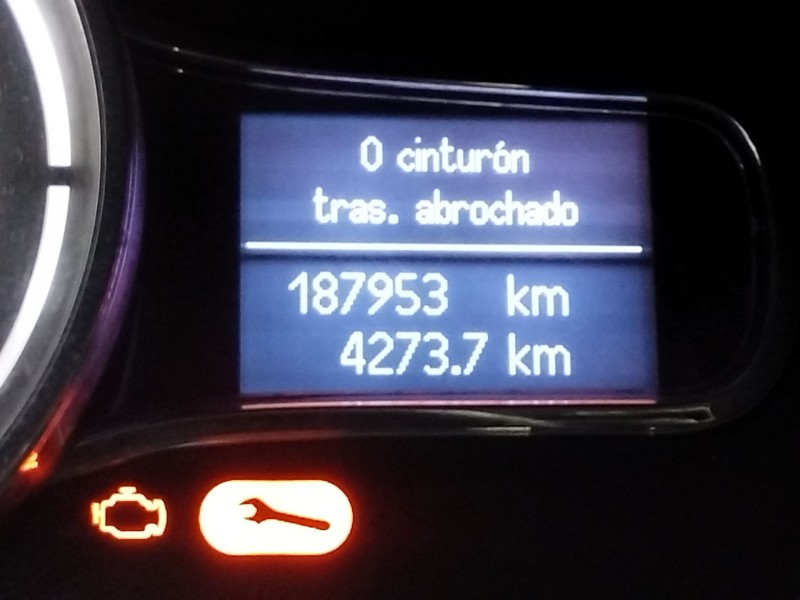 0 cinturón
tras. abrochado
187953 km
4273.7 km